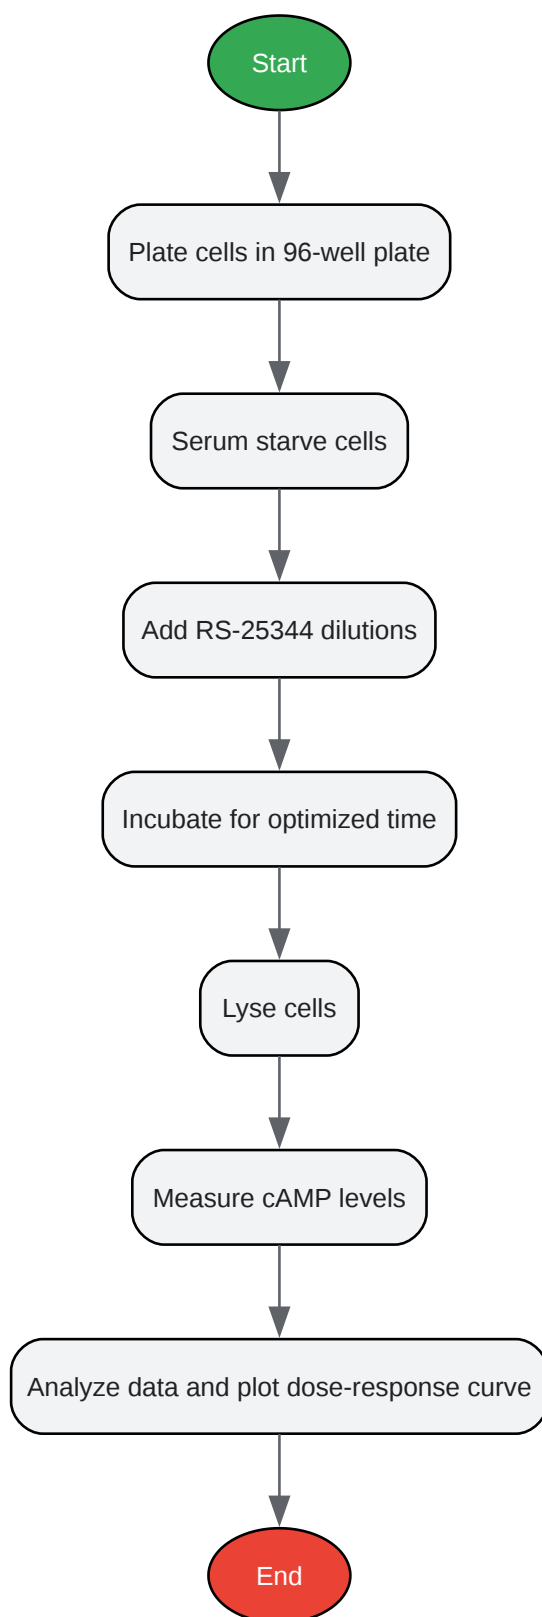 Start
Plate cells in 96-well plate
Serum starve cells
Add RS-25344 dilutions
Incubate for optimized time
Lyse cells
Measure cAMP levels
Analyze data and plot dose-response curve
End